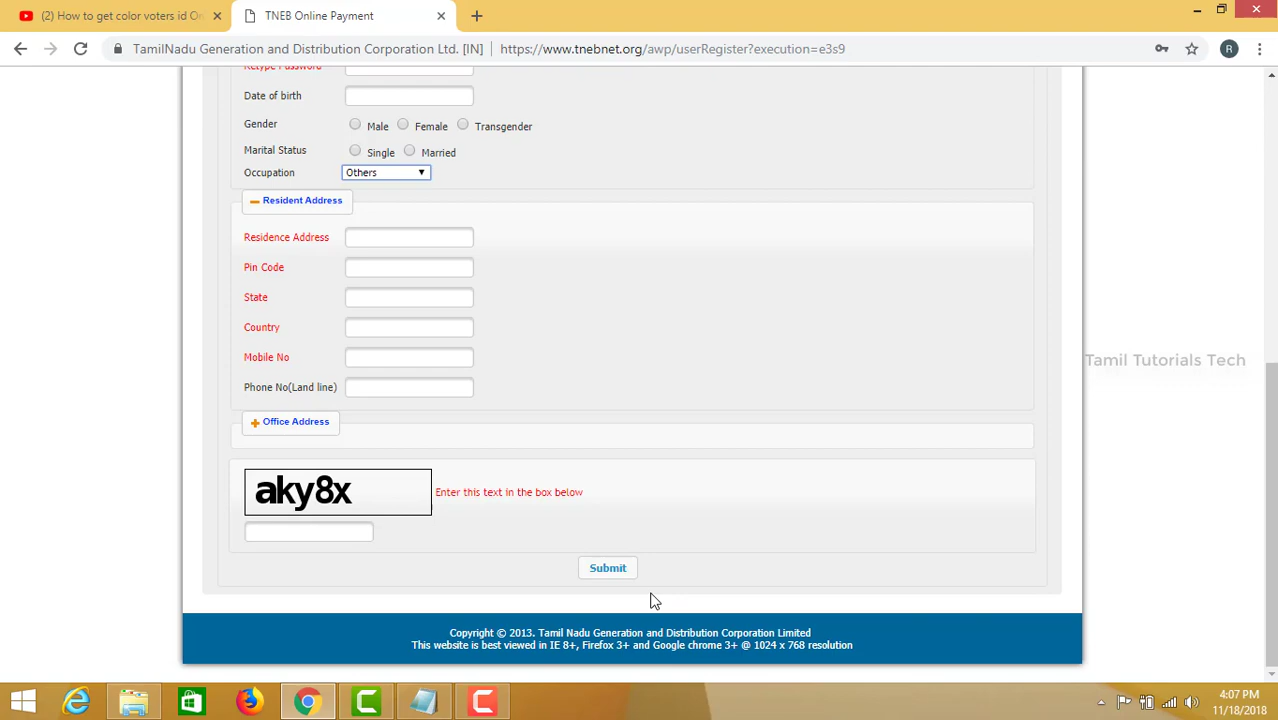 (2) How to get color voters id On
TNEB Online Payment
TamilNadu Generation and Distribution Corporation Ltd. [IN]
https://www.tnebnet.org/awp/userRegister?execution=e3s9
R
Retype Password
Date of birth
Gender Male Female Transgender
Marital Status Single Married
Occupation Others
Resident Address
Residence Address
Pin Code
State
Country
Mobile No
Tamil Tutorials Tech
Phone No(Land line)
Office Address
aky8x Enter this text in the box below
Submit
Copyright © 2013. Tamil Nadu Generation and Distribution Corporation Limited
This website is best viewed in IE 8+, Firefox 3+ and Google chrome 3+ @ 1024 x 768 resolution
4:07 PM
11/18/2018